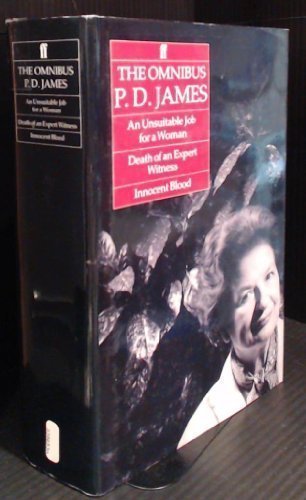 ff
THE OMNIBUS
P. D. JAMES
An Unsuitable Job
for a Woman
Death of an Expert Witness
Innocent Blood
ff
THE OMNIBUS
P. D. JAMES
An Unsuitable Job
for a Woman
Death of an Expert
Witness
Innocent Blood